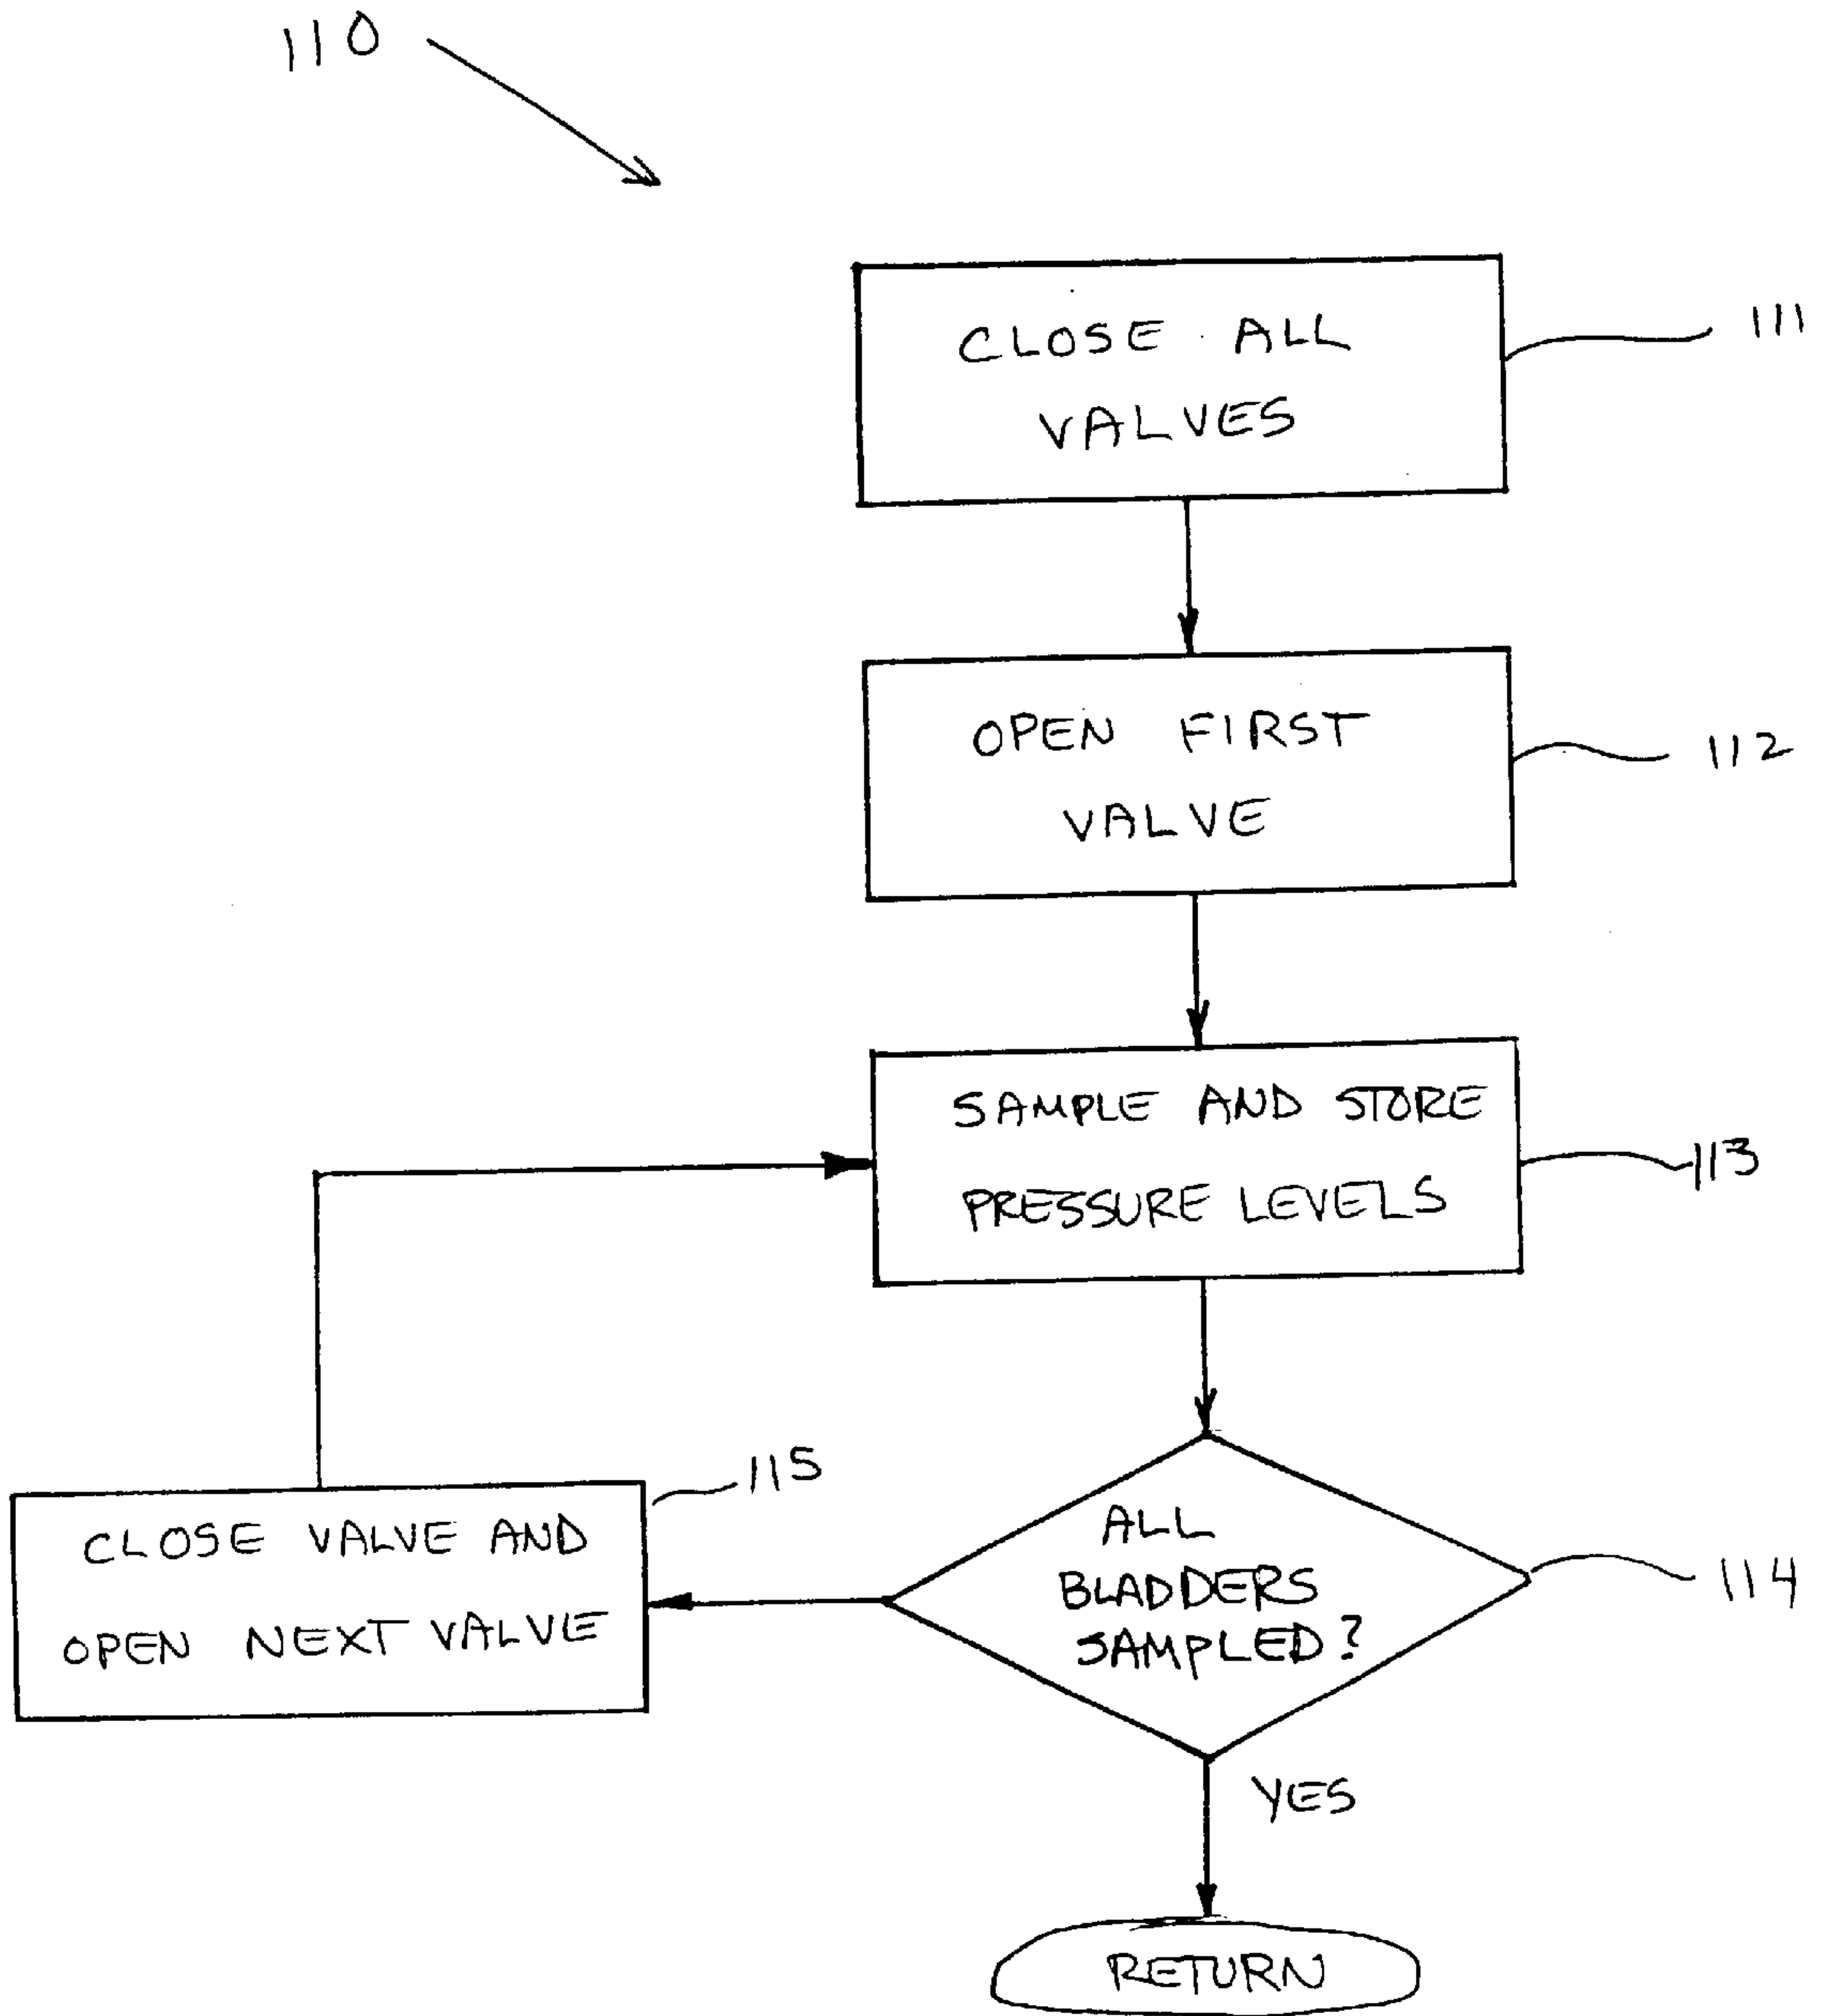 110
CLOSE ALL
VALVES
111
OPEN FIRST
VALVE
112
SAMPLE AND STORE
PRESSURE LEVELS
113
ALL
BLADDERS
SAMPLED?
114
115
CLOSE VALVE AND
OPEN NEXT VALVE
YES
RETURN